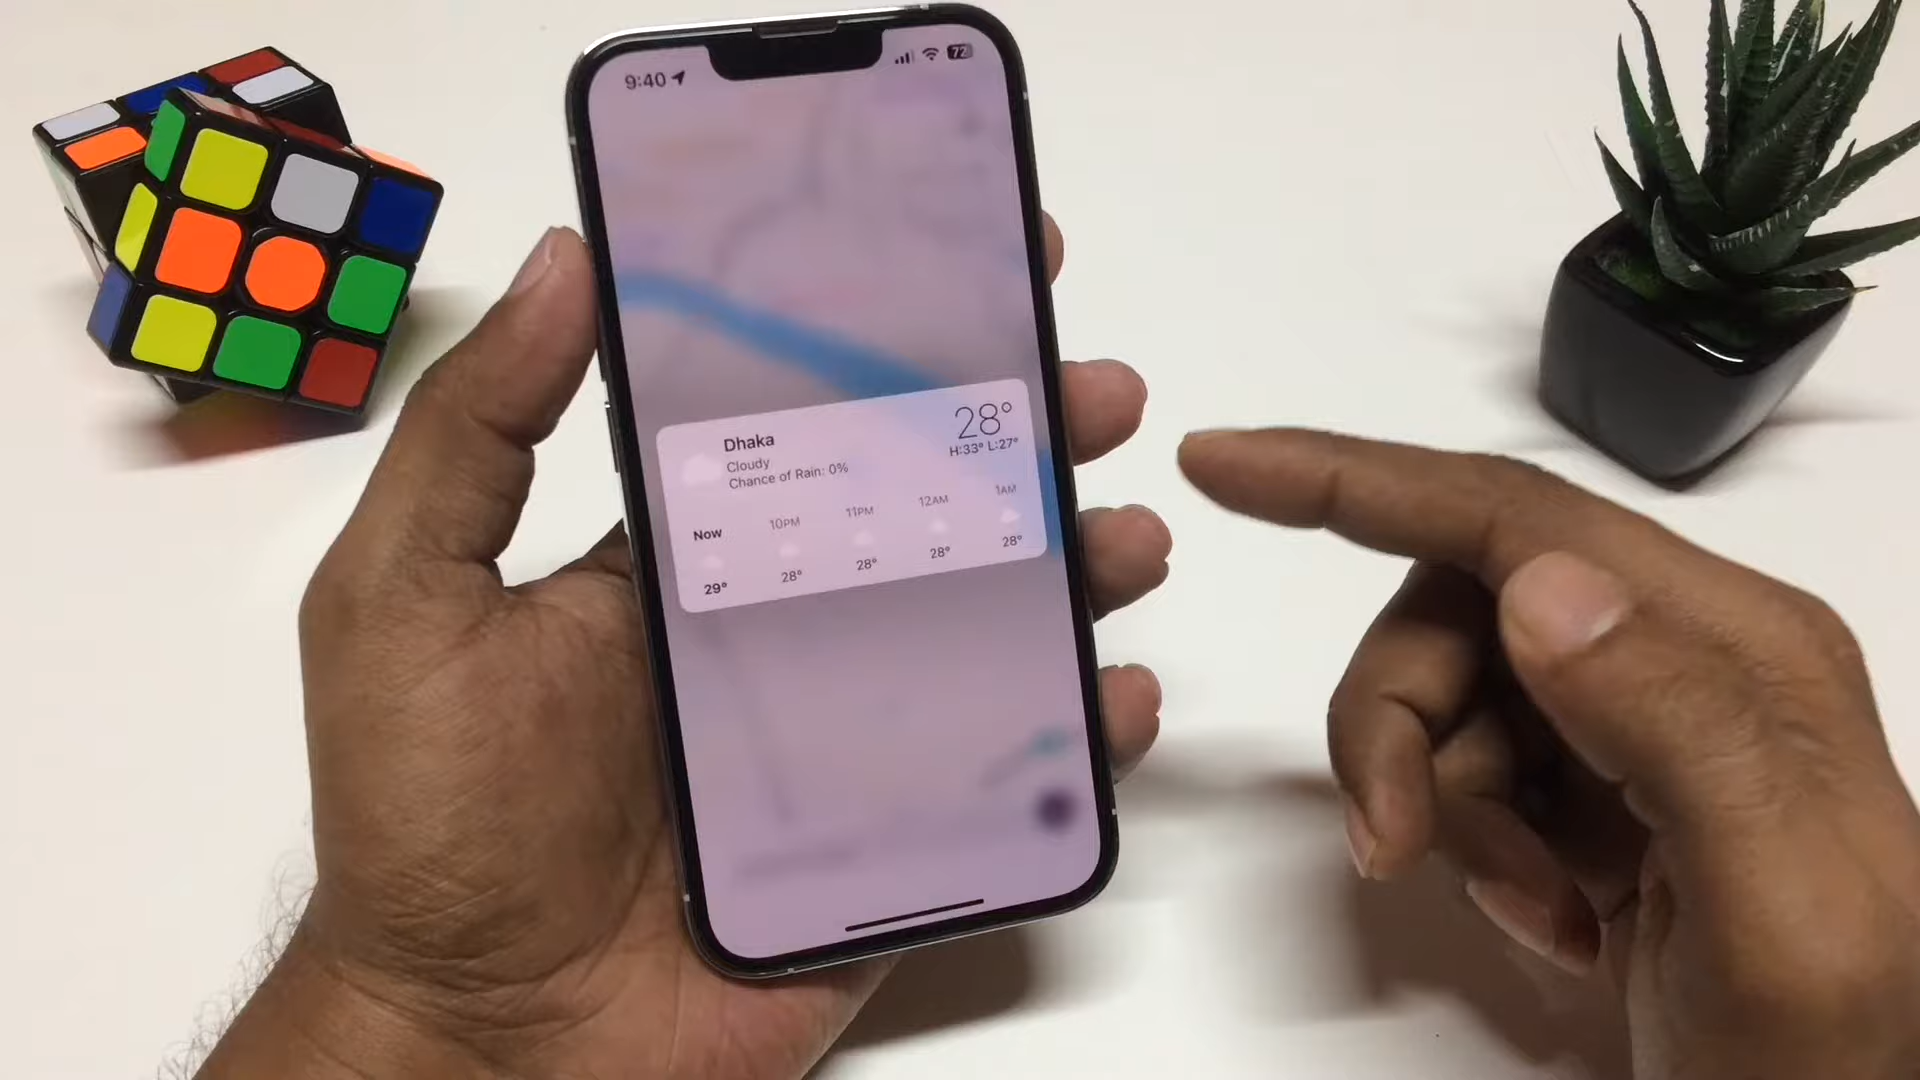 9:40
72
Dhaka
Cloudy
Chance of Rain: 0%
28°
H:33° L:27°
Now 10PM 11PM 12AM 1AM
29° 28° 28° 28° 28°